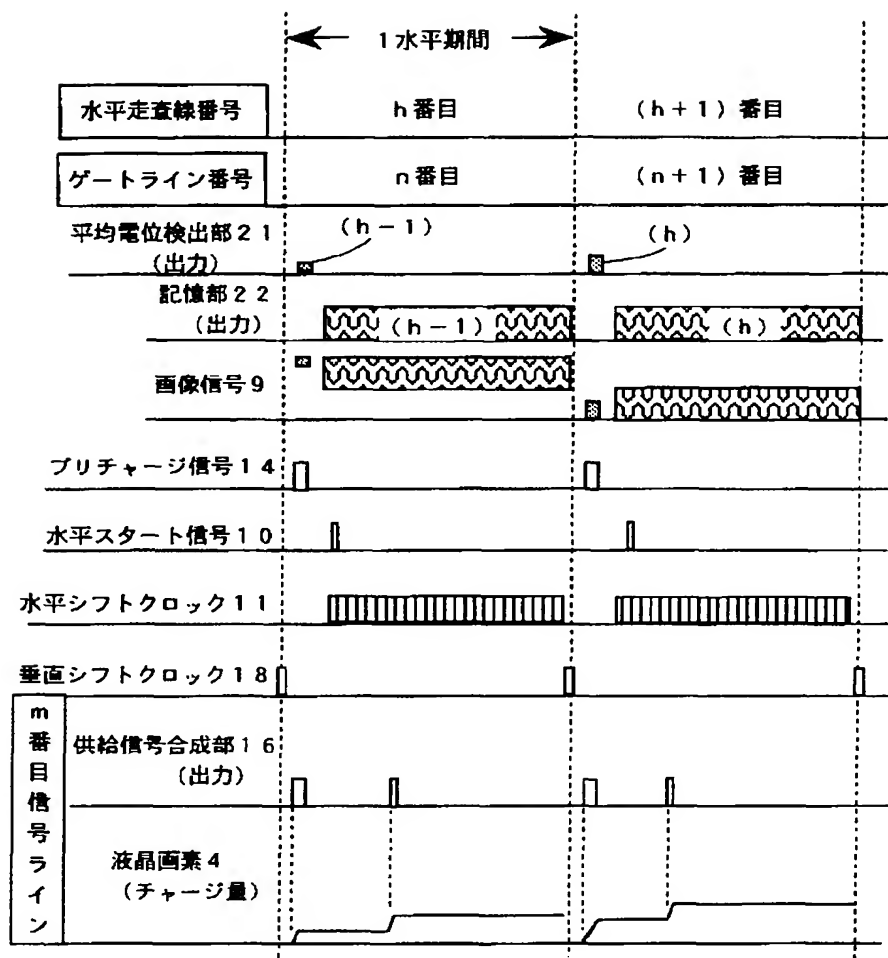 1水平期間
水平走査線番号 h番目 (h+1)番目
ゲートライン番号 n番目 (n+1)番目
平均電位検出部21 (h-1) (h)
(出力)
記憶部22
(出力) (h-1) (h)
画像信号9
プリチャージ信号14
水平スタート信号10
水平シフトクロック11
垂直シフトクロック18
m番目信号ライン
供給信号合成部16
(出力)
液晶画素4
(チャージ量)